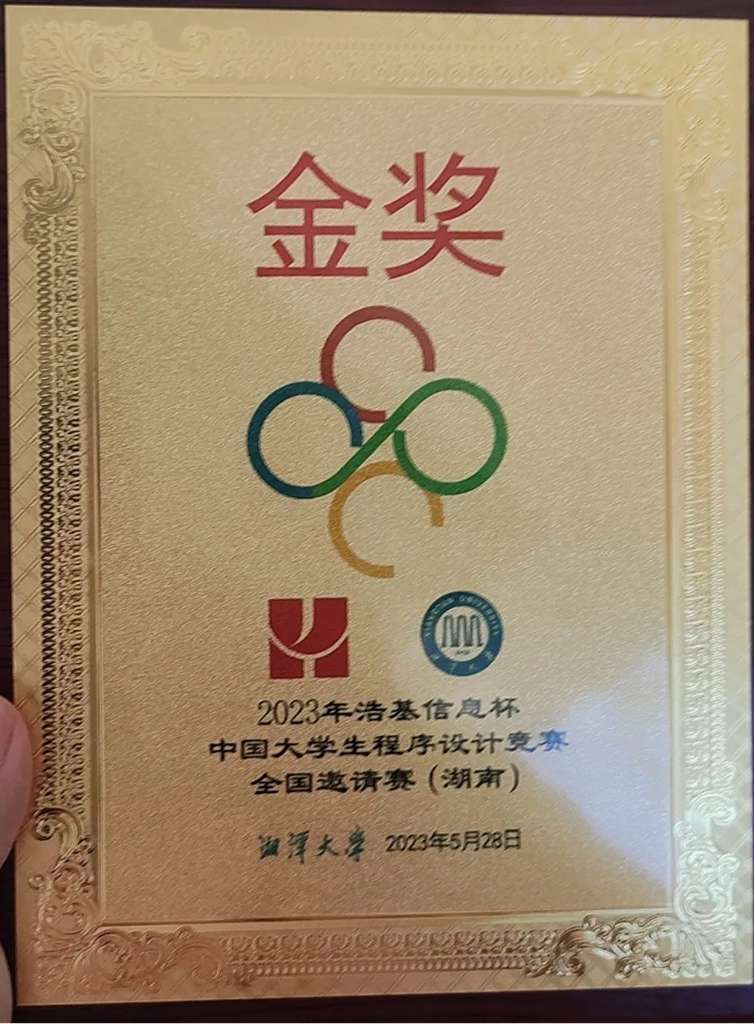 金奖
XIANGTAN UNIVERSITY
2023年浩基信息杯
中国大学生程序设计竞赛
全国邀请赛（湖南）
湘潭大学 2023年5月28日